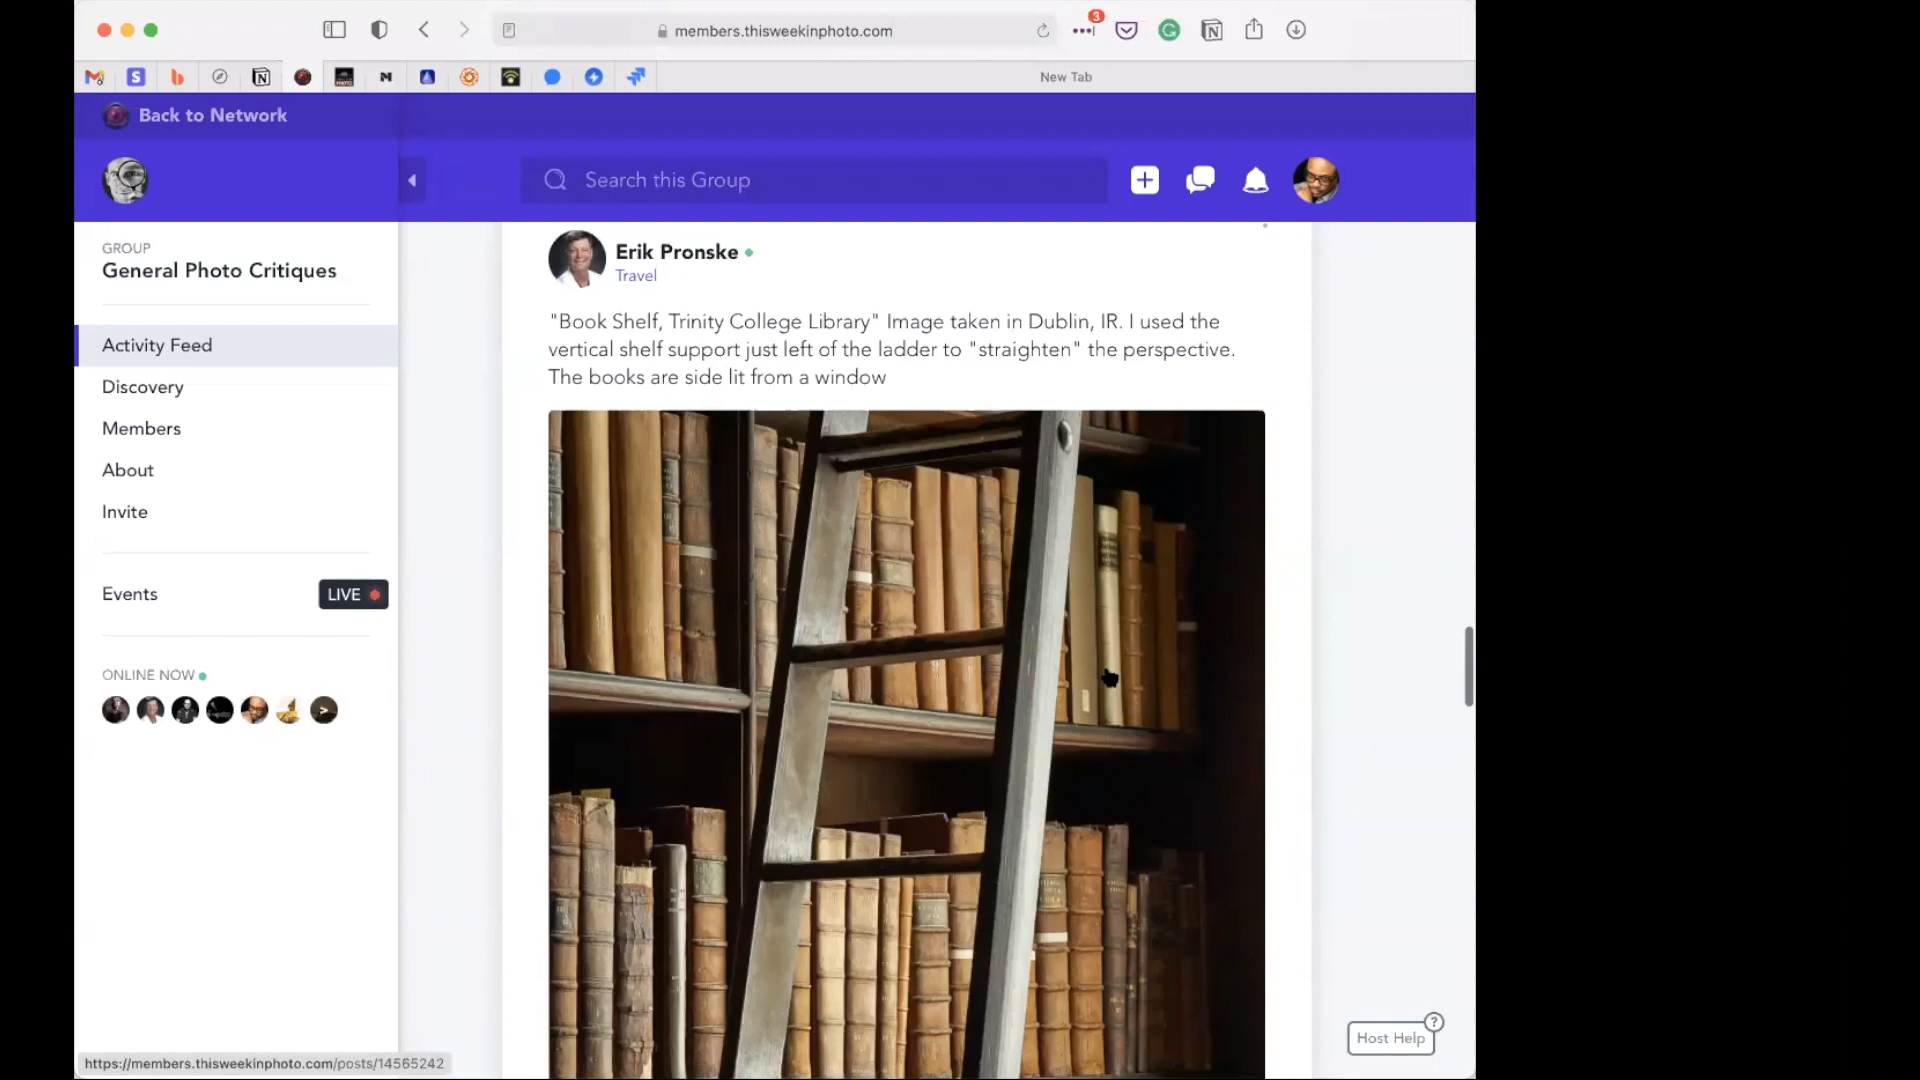 members.thisweekinphoto.com
3
New Tab
Back to Network
Search this Group
GROUP
General Photo Critiques
Activity Feed
Discovery
Members
About
Invite
Events
LIVE
ONLINE NOW
Erik Pronske
Travel
"Book Shelf, Trinity College Library" Image taken in Dublin, IR. I used the
vertical shelf support just left of the ladder to "straighten" the perspective.
The books are side lit from a window
Host Help
?
https://members.thisweekinphoto.com/posts/14565242